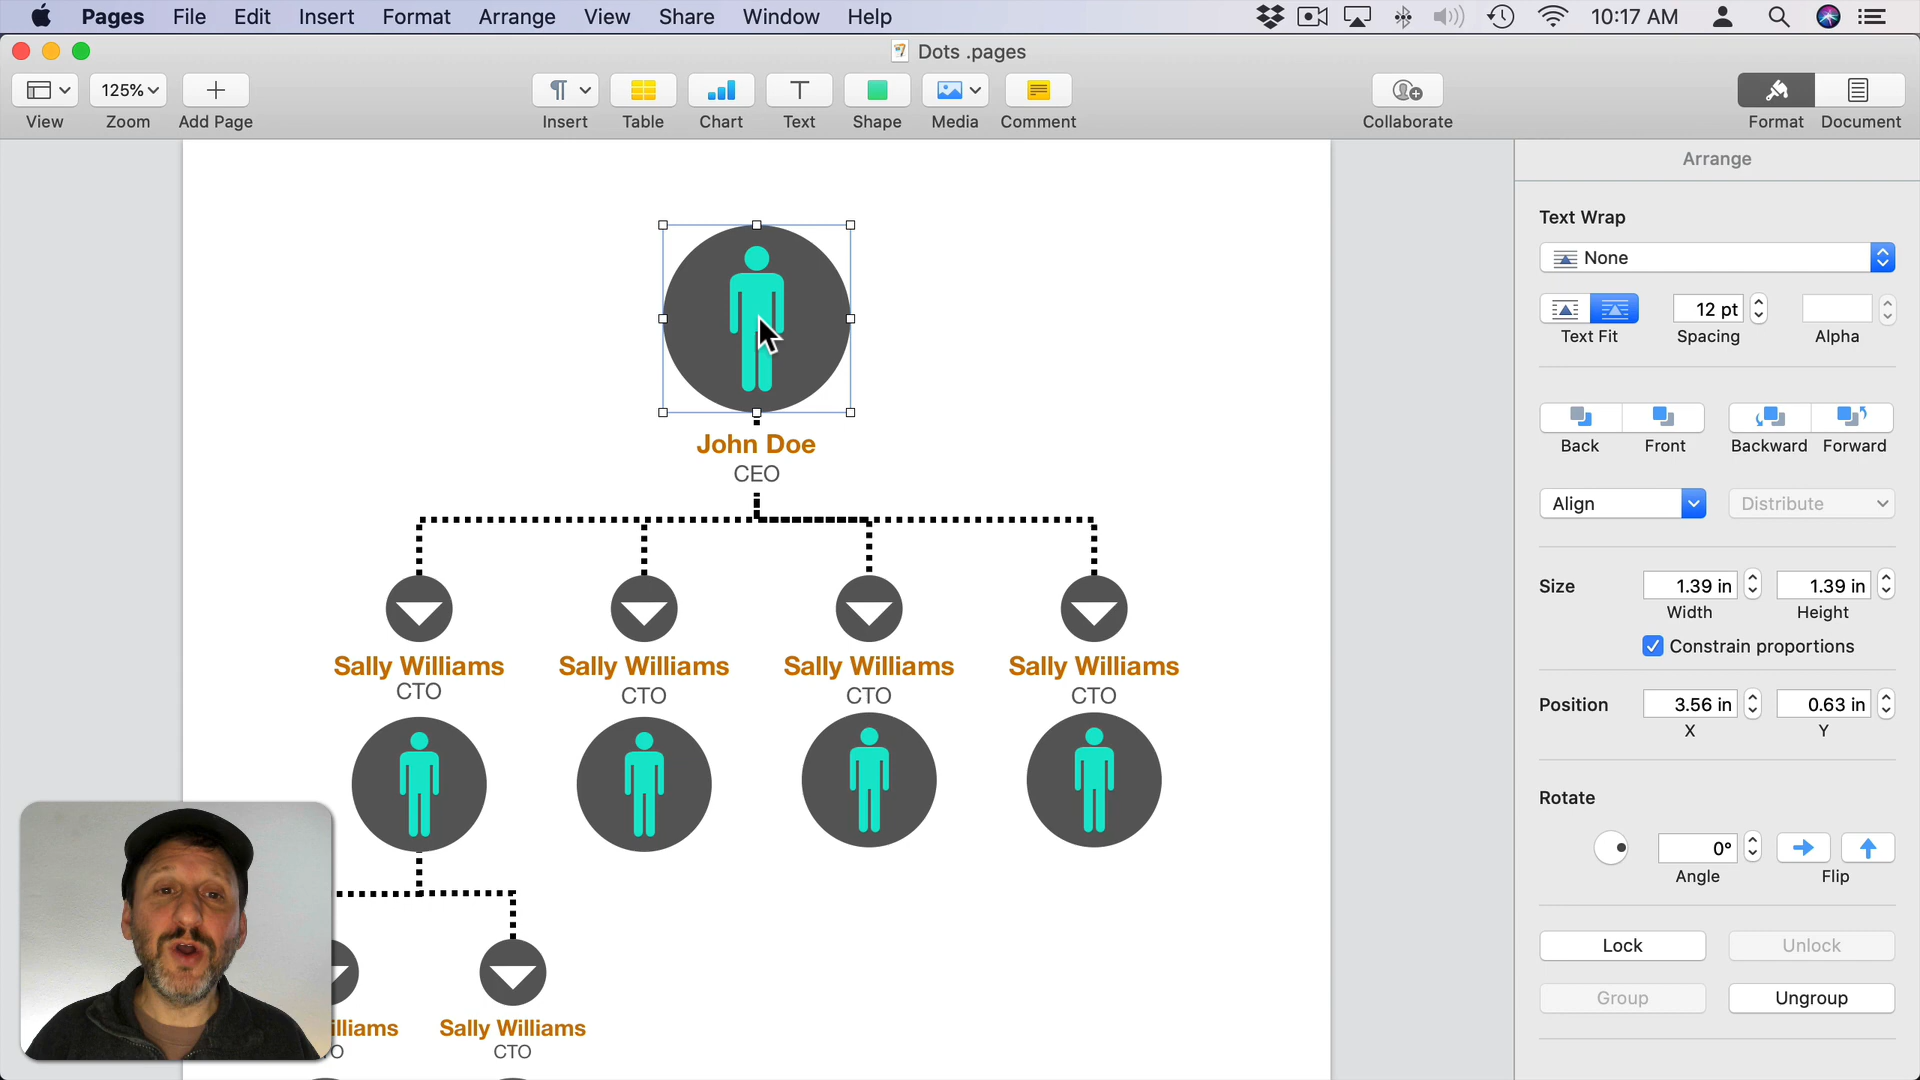 Pages File Edit Insert Format Arrange View Share Window Help 10:17 AM
Dots .pages
125%
View Zoom Add Page Insert Table Chart Text Shape Media Comment Collaborate Format Document
Arrange
Text Wrap
None
12 pt
Text Fit Spacing Alpha
John Doe
CEO
Back Front Backward Forward
Align Distribute
Size 1.39 in 1.39 in
Width Height
Constrain proportions
Sally Williams Sally Williams Sally Williams Sally Williams
CTO CTO CTO CTO
Position 3.56 in 0.63 in
X Y
Rotate
0°
Angle Flip
Lock Unlock
Group Ungroup
illiams Sally Williams
O CTO